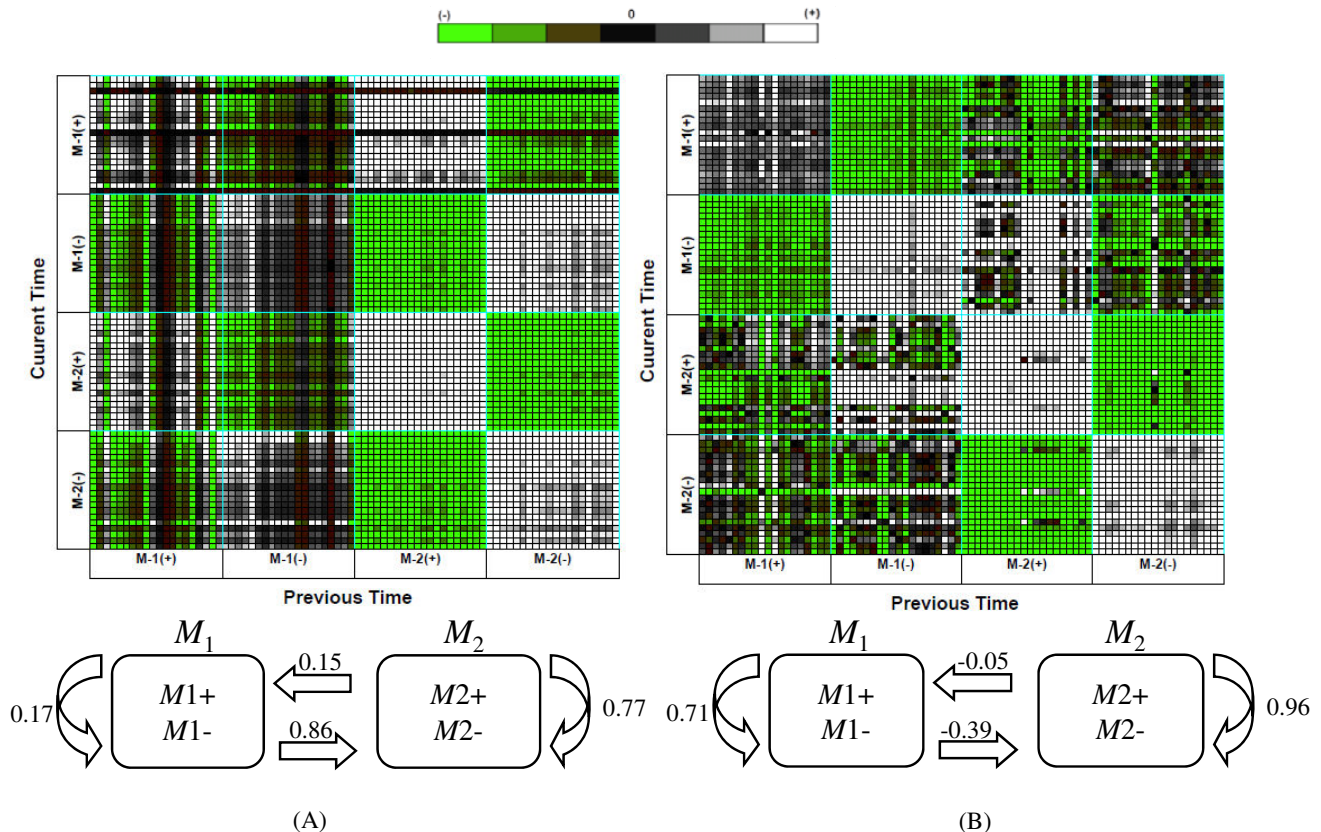 (-) 0 (+)
(-) 0 (+)
M-1(+)
M-1(-)
M-2(+)
M-2(-)
Cuurent Time
M-1(+) M-1(-) M-2(+) M-2(-)
Previous Time
M-1(+)
M-1(-)
M-2(+)
M-2(-)
Current Time
M-1(+) M-1(-) M-2(+) M-2(-)
Previous Time
M1 M2
0.17
M1+
M1-
0.15
0.86
M2+
M2-
0.77
(A)
M1 M2
0.71
M1+
M1-
-0.05
-0.39
M2+
M2-
0.96
(B)